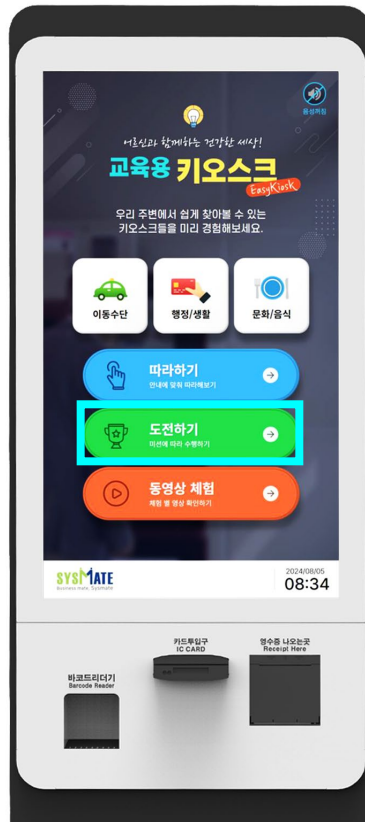 음성꺼짐
어르신과 함께하는 건강한 세상!
교육용 키오스크
EasyKiosk
우리 주변에서 쉽게 찾아볼 수 있는
키오스크들을 미리 경험해보세요.
이동수단
행정/생활
문화/음식
따라하기
안내에 맞춰 따라해보기
도전하기
미션에 따라 수행하기
동영상 체험
체험 별 영상 확인하기
SYSMATE
Business mate, Sysmate
2024/08/05
08:34
바코드리더기
Barcode Reader
카드투입구
IC CARD
영수증 나오는곳
Receipt Here